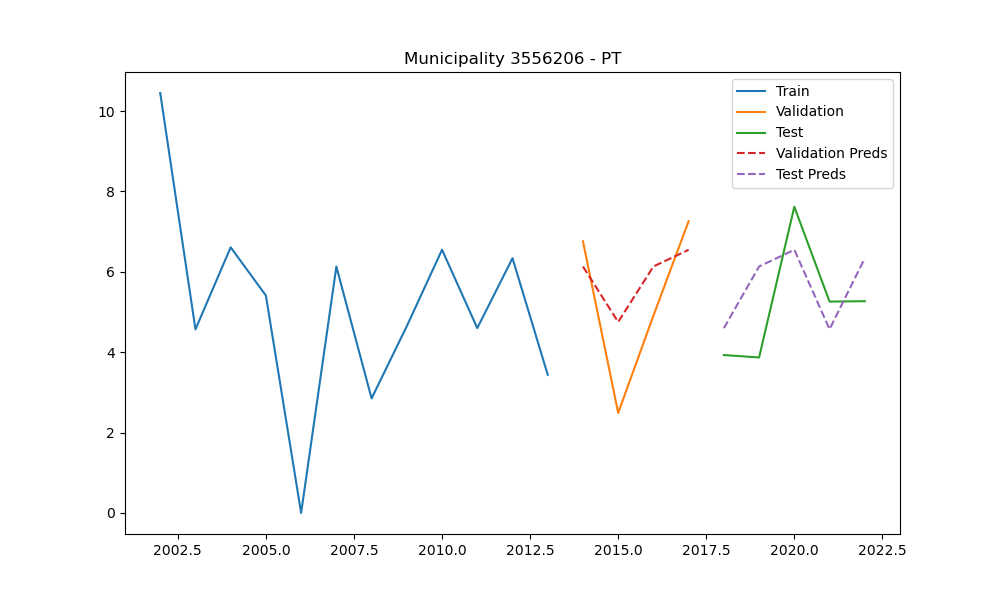 Municipality 3556206 - PT
Train
Validation
Test
Validation Preds
Test Preds
10
8
6
4
2
0
2002.5 2005.0 2007.5 2010.0 2012.5 2015.0 2017.5 2020.0 2022.5